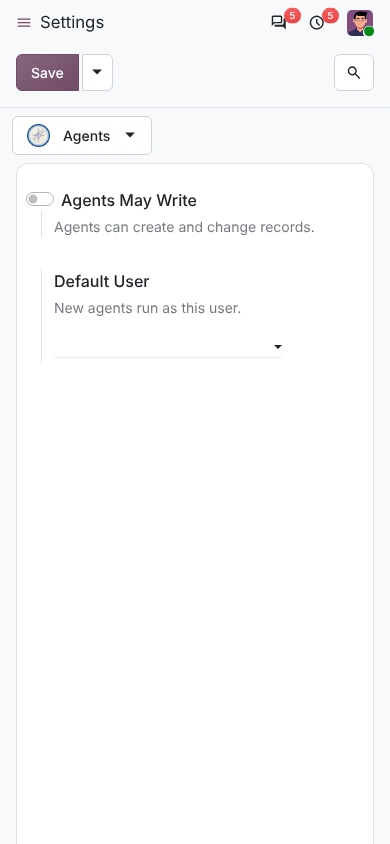 Settings
5
5
Save
Agents
Agents May Write
Agents can create and change records.
Default User
New agents run as this user.